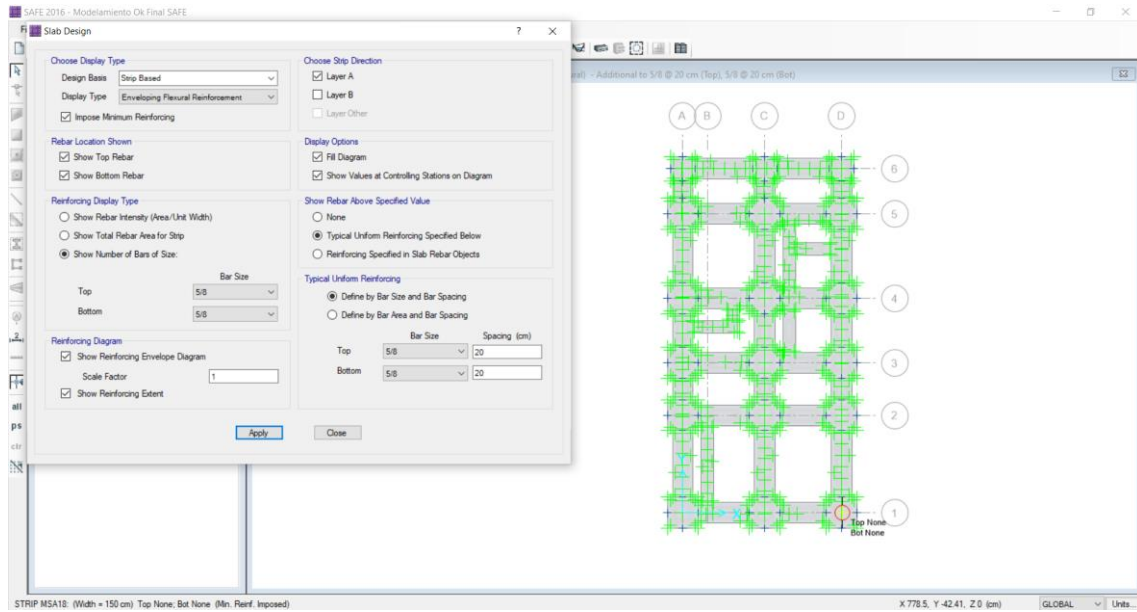 SAFE 2016 - Modelamiento Ok Final SAFE
Slab Design
?
Choose Display Type
Design Basis
Strip Based
Display Type
Enveloping Flexural Reinforcement
Impose Minimum Reinforcing
Rebar Location Shown
Show Top Rebar
Show Bottom Rebar
Reinforcing Display Type
Show Rebar Intensity (Area/Unit Width)
Show Total Rebar Area for Strip
Show Number of Bars of Size:
Bar Size
Top
5/8
Bottom
5/8
Reinforcing Diagram
Show Reinforcing Envelope Diagram
Scale Factor
1
Show Reinforcing Extent
Choose Strip Direction
Layer A
Layer B
Layer Other
Display Options
Fill Diagram
Show Values at Controlling Stations on Diagram
Show Rebar Above Specified Value
None
Typical Uniform Reinforcing Specified Below
Reinforcing Specified in Slab Rebar Objects
Typical Uniform Reinforcing
Define by Bar Size and Bar Spacing
Define by Bar Area and Bar Spacing
Bar Size Spacing (cm)
Top 5/8 20
Bottom 5/8 20
Apply Close
all
ps
clr
- Additional to 5/8 @ 20 cm (Top), 5/8 @ 20 cm (Bot)
A B C D
6
5
4
3
2
1
Y
X
Top None
Bot None
STRIP MSA18: (Width = 150 cm) Top None; Bot None (Min. Reinf. Imposed)
X 778.5, Y -42.41, Z 0 (cm)
GLOBAL
Units...